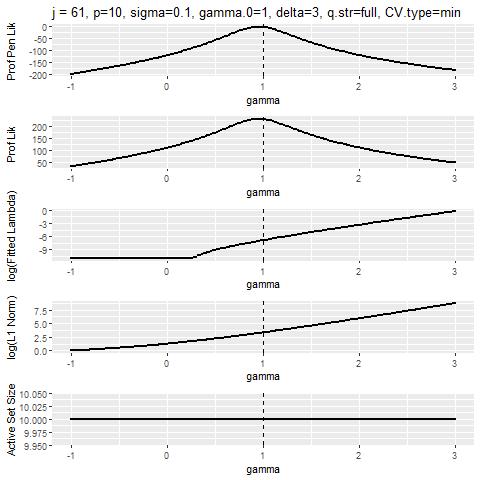 j = 61, p=10, sigma=0.1, gamma.0=1, delta=3, q.str=full, CV.type=min
Prof Pen Lik
0
-50
-100
-150
-200
-1 0 1 2 3
gamma
Prof Lik
200
150
100
50
-1 0 1 2 3
gamma
log(Fitted Lambda)
0
-3
-6
-9
-1 0 1 2 3
gamma
log(L1 Norm)
7.5
5.0
2.5
0.0
-1 0 1 2 3
gamma
Active Set Size
10.050
10.025
10.000
9.975
9.950
-1 0 1 2 3
gamma